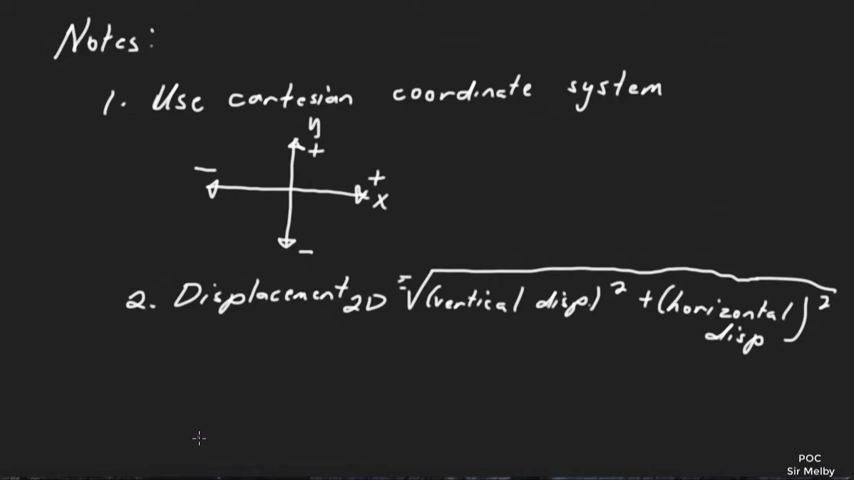 Notes:
1. Use cartesian coordinate system
y
+
-
+
x
-
2. Displacement2D = √(vertical disp.)² + (horizontal
disp)²
POC
Sir Melby